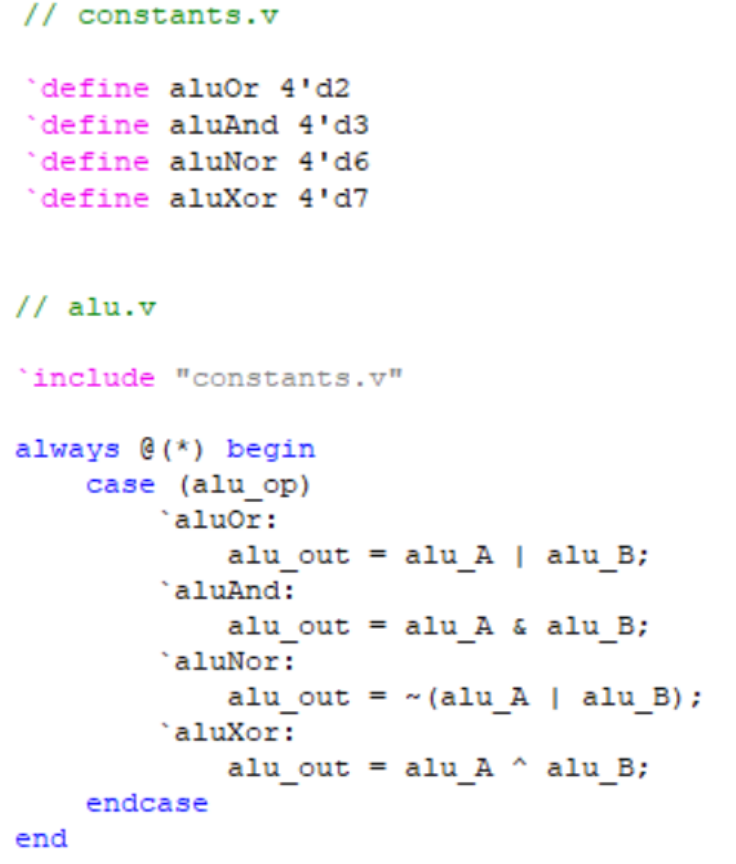 // constants.v
`define aluOr 4'd2
`define aluAnd 4'd3
`define aluNor 4'd6
`define aluXor 4'd7
// alu.v
`include "constants.v"
always @(*) begin
case (alu_op)
`aluOr:
alu_out = alu_A | alu_B;
`aluAnd:
alu_out = alu_A & alu_B;
`aluNor:
alu_out = ~(alu_A | alu_B);
`aluXor:
alu_out = alu_A ^ alu_B;
endcase
end